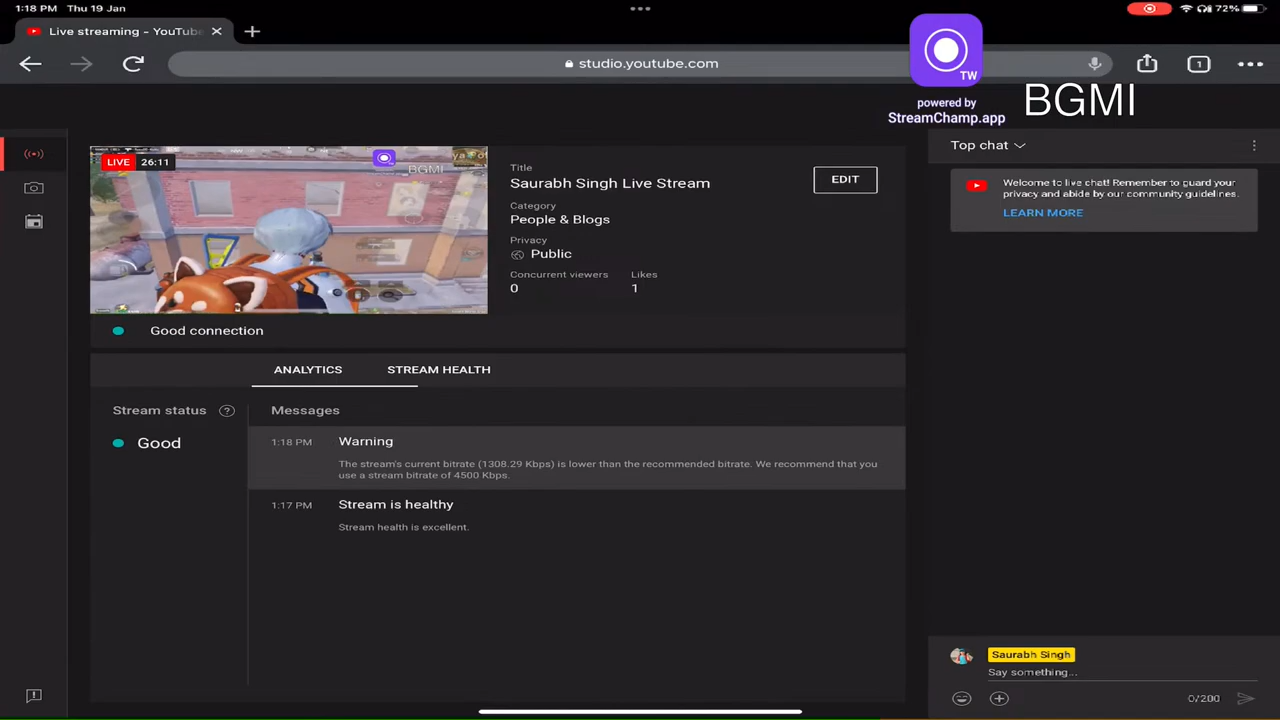 1:18 PM Thu 19 Jan
72%
Live streaming - YouTube
studio.youtube.com
1
TW
powered by
StreamChamp.app
BGMI
LIVE 26:11
BGMI
Title
Saurabh Singh Live Stream
EDIT
Category
People & Blogs
Privacy
Public
Concurrent viewers
Likes
0
1
Good connection
ANALYTICS
STREAM HEALTH
Stream status ?
Good
Messages
1:18 PM
Warning
The stream's current bitrate (1308.29 Kbps) is lower than the recommended bitrate. We recommend that you
use a stream bitrate of 4500 Kbps.
1:17 PM
Stream is healthy
Stream health is excellent.
Top chat
Welcome to live chat! Remember to guard your
privacy and abide by our community guidelines.
LEARN MORE
Saurabh Singh
Say something...
0/200